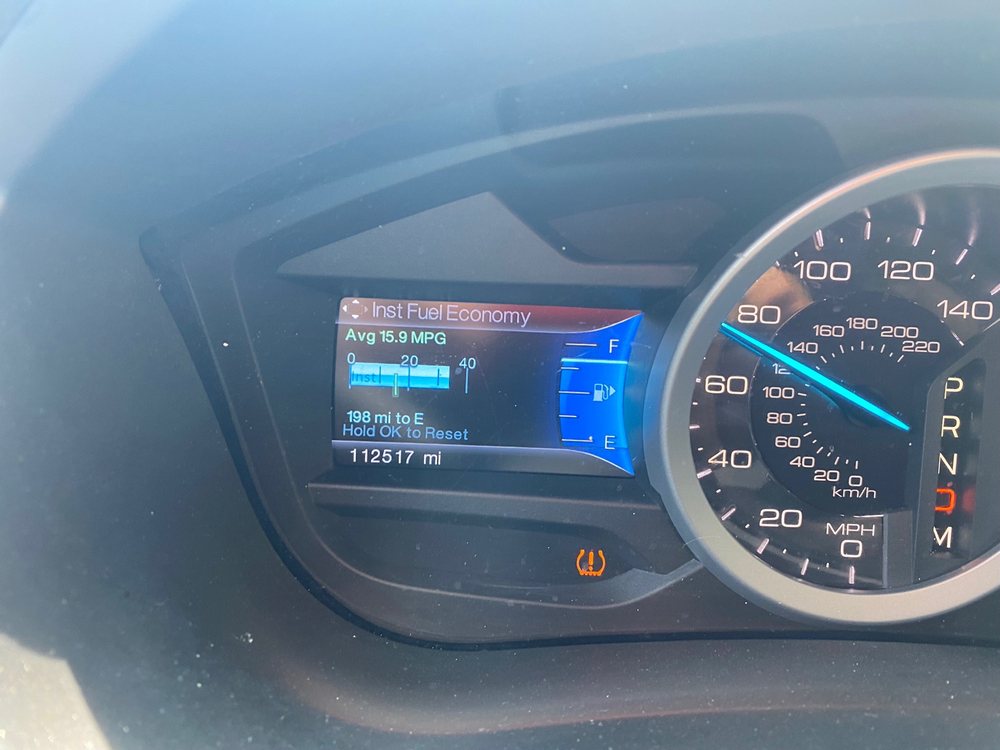 Inst Fuel Economy
Avg 15.9 MPG
0 20 40
Inst
198 mi to E
Hold OK to Reset
112517 mi
F
E
20
40
60
80
100
120
140
MPH
0
0
20
40
60
80
100
140
160
180
200
220
km/h
P
R
N
D
M